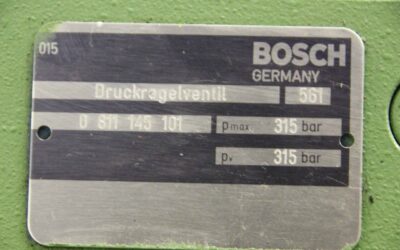 015
BOSCH
GERMANY
Druckregelventil 561
0 811 145 101 pmax 315 bar
pv 315 bar